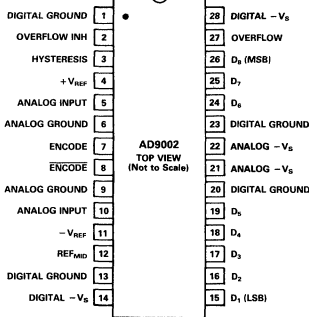 DIGITAL GROUND 1 28 DIGITAL –VS
OVERFLOW INH 2 27 OVERFLOW
HYSTERESIS 3 26 D8 (MSB)
+VREF 4 25 D7
ANALOG INPUT 5 24 D6
ANALOG GROUND 6 23 DIGITAL GROUND
ENCODE 7 AD9002 22 ANALOG –VS
TOP VIEW
ENCODE 8 (Not to Scale) 21 ANALOG –VS
ANALOG GROUND 9 20 DIGITAL GROUND
ANALOG INPUT 10 19 D5
–VREF 11 18 D4
REFMID 12 17 D3
DIGITAL GROUND 13 16 D2
DIGITAL –VS 14 15 D1 (LSB)